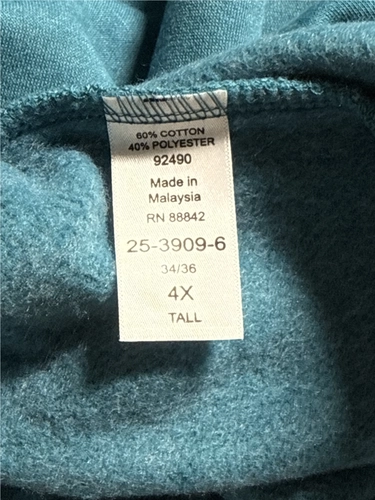 60% COTTON
40% POLYESTER
92490
Made in
Malaysia
RN 88842
25-3909-6
34/36
4X
TALL